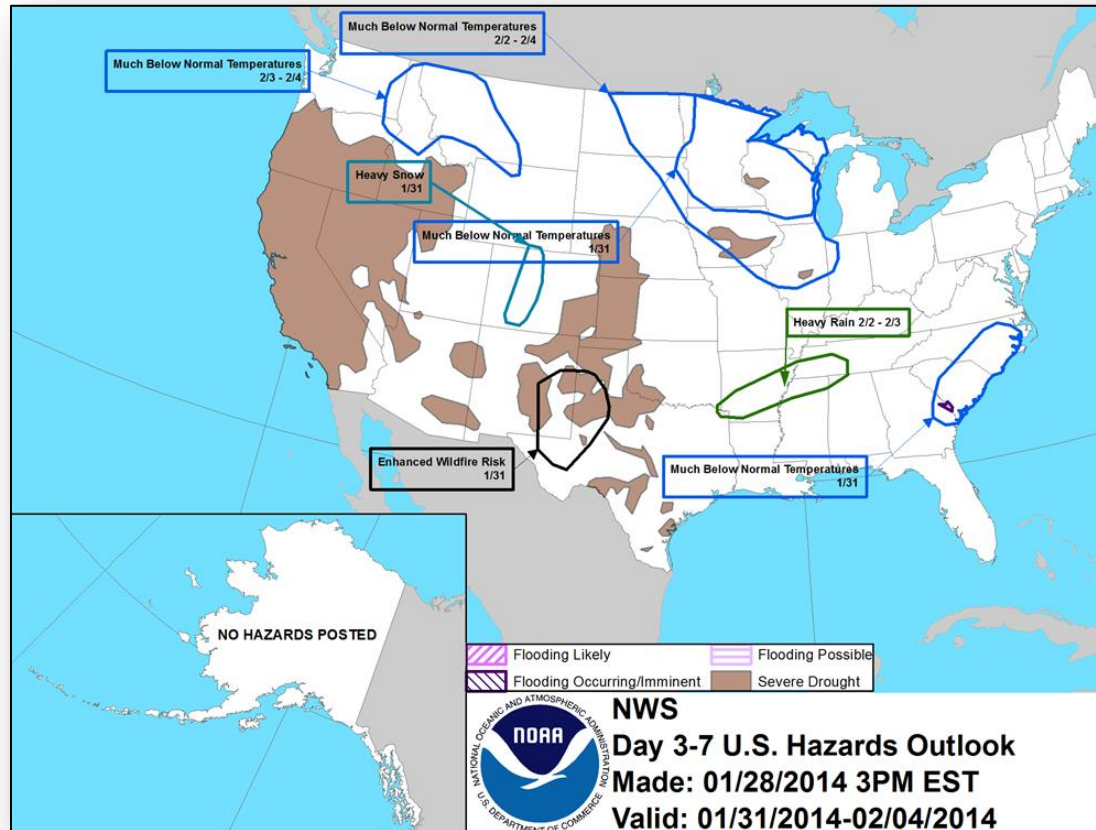 Much Below Normal Temperatures
2/2 - 2/4
Much Below Normal Temperatures
2/3 - 2/4
Heavy Snow
1/31
Much Below Normal Temperatures
1/31
Heavy Rain 2/2 - 2/3
Enhanced Wildfire Risk
1/31
Much Below Normal Temperatures
1/31
NO HAZARDS POSTED
Flooding Likely
Flooding Possible
Flooding Occurring/Imminent
Severe Drought
NATIONAL OCEANIC AND ATMOSPHERIC ADMINISTRATION
NOAA
U.S. DEPARTMENT OF COMMERCE
NWS
Day 3-7 U.S. Hazards Outlook
Made: 01/28/2014 3PM EST
Valid: 01/31/2014-02/04/2014